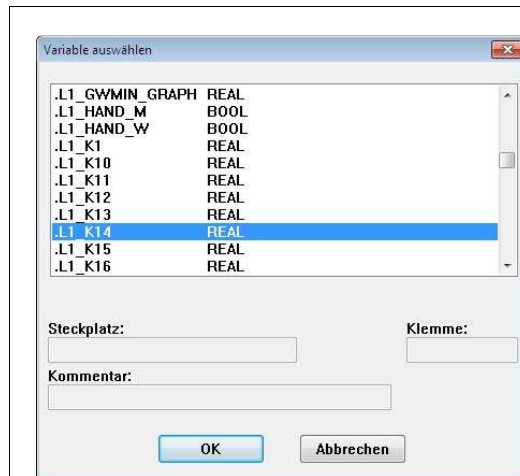 Variable auswählen
.L1_GWMIN_GRAPH REAL
.L1_HAND_M BOOL
.L1_HAND_W BOOL
.L1_K1 REAL
.L1_K10 REAL
.L1_K11 REAL
.L1_K12 REAL
.L1_K13 REAL
.L1_K14 REAL
.L1_K15 REAL
.L1_K16 REAL
Steckplatz: Klemme:
Kommentar:
OK Abbrechen